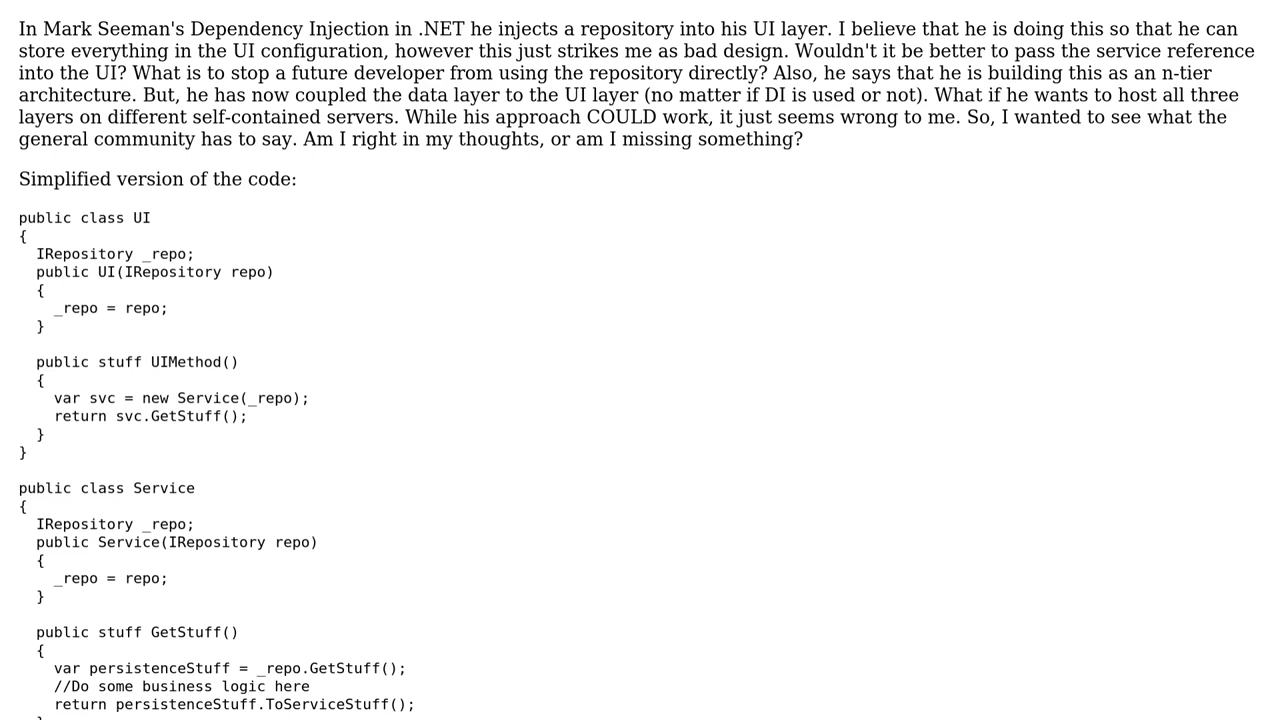 In Mark Seeman's Dependency Injection in .NET he injects a repository into his UI layer. I believe that he is doing this so that he can
store everything in the UI configuration, however this just strikes me as bad design. Wouldn't it be better to pass the service reference
into the UI? What is to stop a future developer from using the repository directly? Also, he says that he is building this as an n-tier
architecture. But, he has now coupled the data layer to the UI layer (no matter if DI is used or not). What if he wants to host all three
layers on different self-contained servers. While his approach COULD work, it just seems wrong to me. So, I wanted to see what the
general community has to say. Am I right in my thoughts, or am I missing something?
Simplified version of the code:
public class UI
{
  IRepository _repo;
  public UI(IRepository repo)
  {
    _repo = repo;
  }
  public stuff UIMethod()
  {
    var svc = new Service(_repo);
    return svc.GetStuff();
  }
}
public class Service
{
  IRepository _repo;
  public Service(IRepository repo)
  {
    _repo = repo;
  }
  public stuff GetStuff()
  {
    var persistenceStuff = _repo.GetStuff();
    //Do some business logic here
    return persistenceStuff.ToServiceStuff();